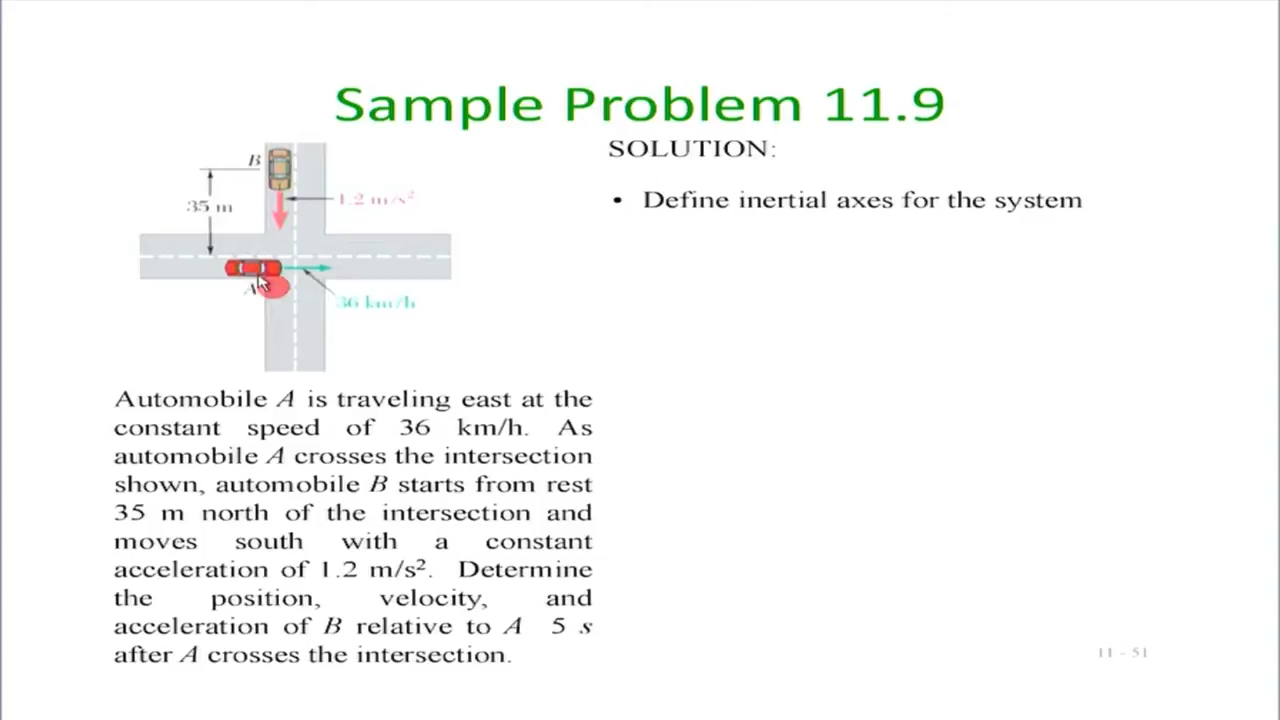 Sample Problem 11.9
SOLUTION:
• Define inertial axes for the system
B
35 m
1.2 m/s²
A
36 km/h
Automobile A is traveling east at the
constant speed of 36 km/h. As
automobile A crosses the intersection
shown, automobile B starts from rest
35 m north of the intersection and
moves south with a constant
acceleration of 1.2 m/s². Determine
the position, velocity, and
acceleration of B relative to A 5 s
after A crosses the intersection.
11 - 51